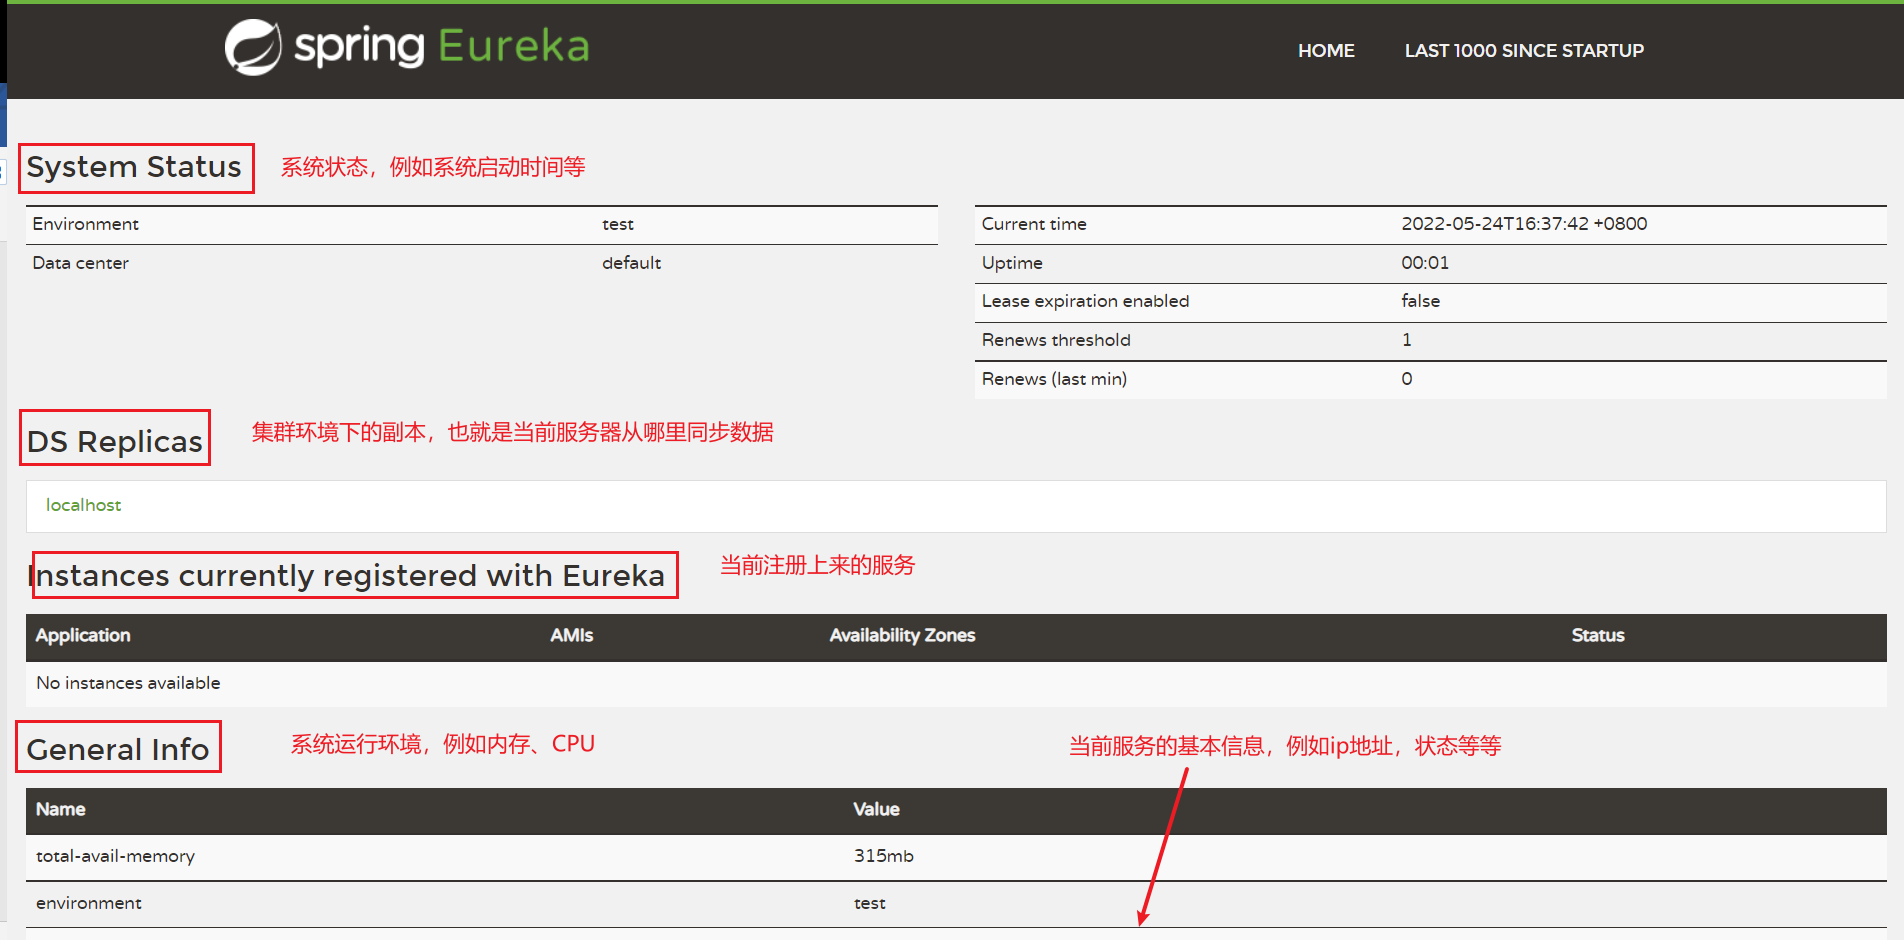 spring Eureka
HOME LAST 1000 SINCE STARTUP
System Status 系统状态，例如系统启动时间等
Environment test
Data center default
Current time 2022-05-24T16:37:42 +0800
Uptime 00:01
Lease expiration enabled false
Renews threshold 1
Renews (last min) 0
DS Replicas 集群环境下的副本，也就是当前服务器从哪里同步数据
localhost
Instances currently registered with Eureka 当前注册上来的服务
Application AMIs Availability Zones Status
No instances available
General Info 系统运行环境，例如内存、CPU
当前服务的基本信息，例如ip地址，状态等等
Name Value
total-avail-memory 315mb
environment test